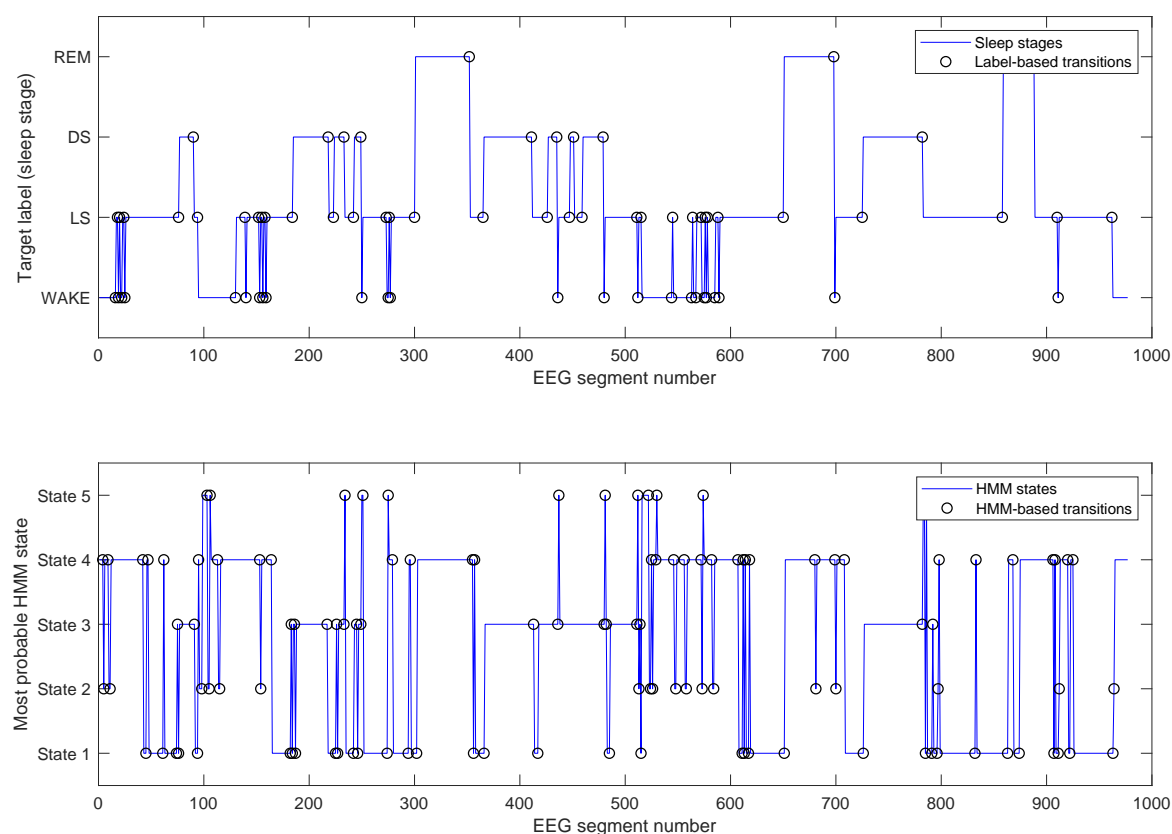 REM
DS
LS
WAKE
Target label (sleep stage)
Sleep stages
Label-based transitions
0 100 200 300 400 500 600 700 800 900 1000
EEG segment number
State 5
State 4
State 3
State 2
State 1
Most probable HMM state
HMM states
HMM-based transitions
0 100 200 300 400 500 600 700 800 900 1000
EEG segment number